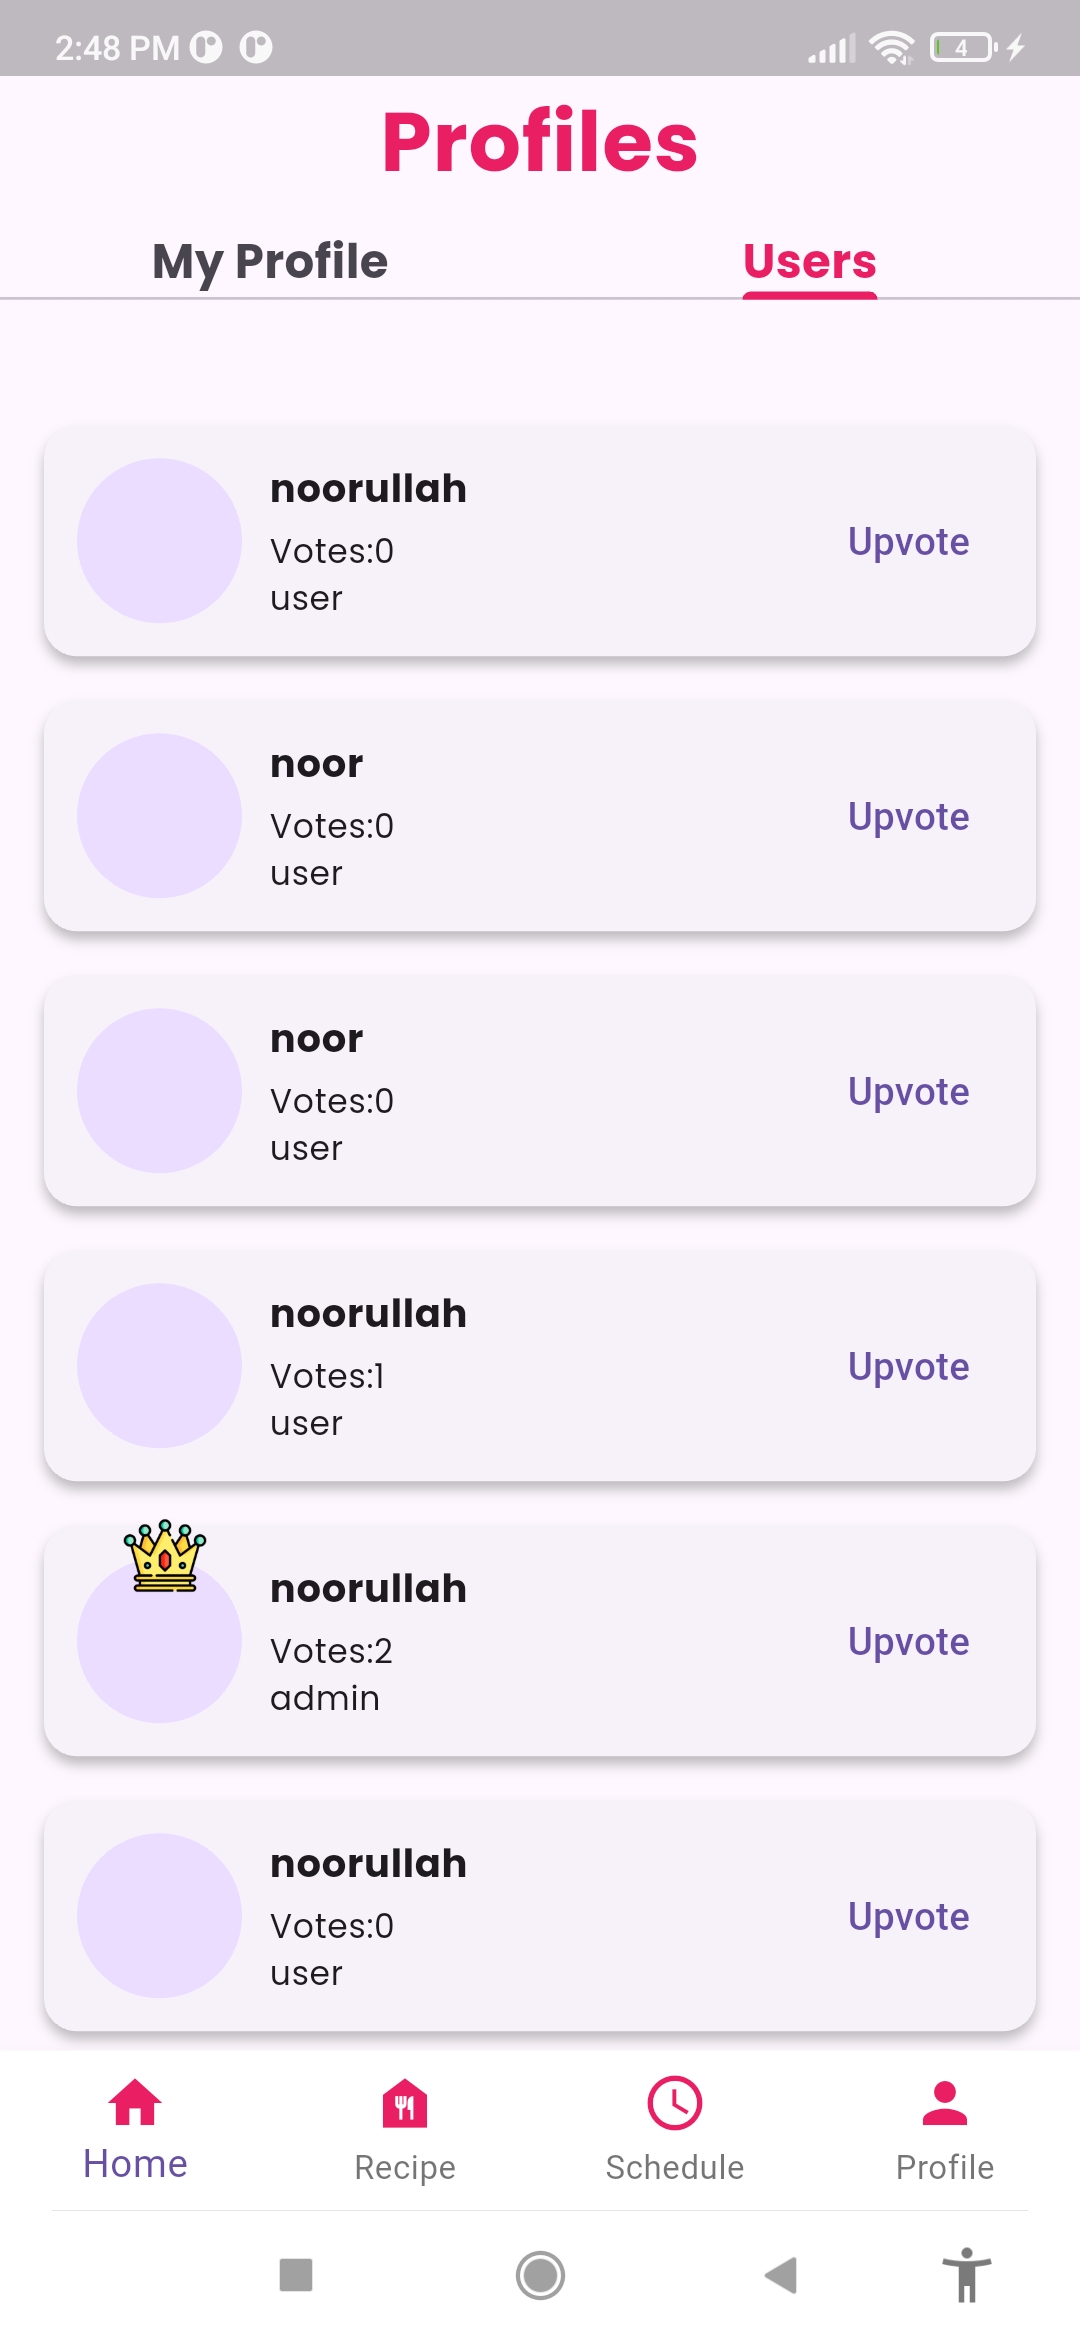 2:48 PM
4
Profiles
My Profile
Users
noorullah
Votes:0
user
Upvote
noor
Votes:0
user
Upvote
noor
Votes:0
user
Upvote
noorullah
Votes:1
user
Upvote
noorullah
Votes:2
admin
Upvote
noorullah
Votes:0
user
Upvote
Home
Recipe
Schedule
Profile